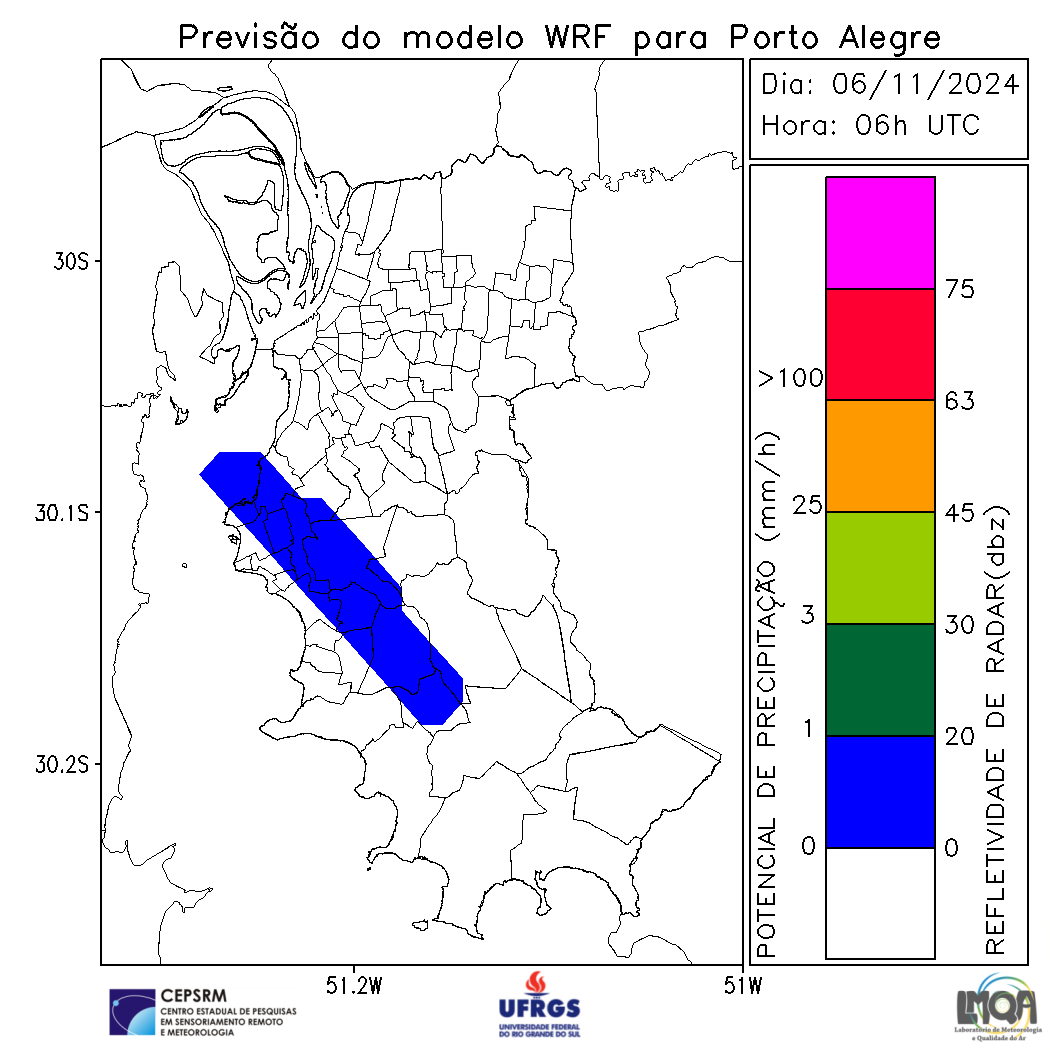 Previsão do modelo WRF para Porto Alegre
Dia: 06/11/2024
Hora: 06h UTC
30S
30.1S
30.2S
51.2W
51W
POTENCIAL DE PRECIPITAÇÃO (mm/h)
>100
25
3
1
0
75
63
45
30
20
0
REFLETIVIDADE DE RADAR(dbz)
CEPSRM
CENTRO ESTADUAL DE PESQUISAS
EM SENSORIAMENTO REMOTO
E METEOROLOGIA
UFRGS
UNIVERSIDADE FEDERAL
DO RIO GRANDE DO SUL
LMQA
Laboratório de Meteorologia
e Qualidade do Ar